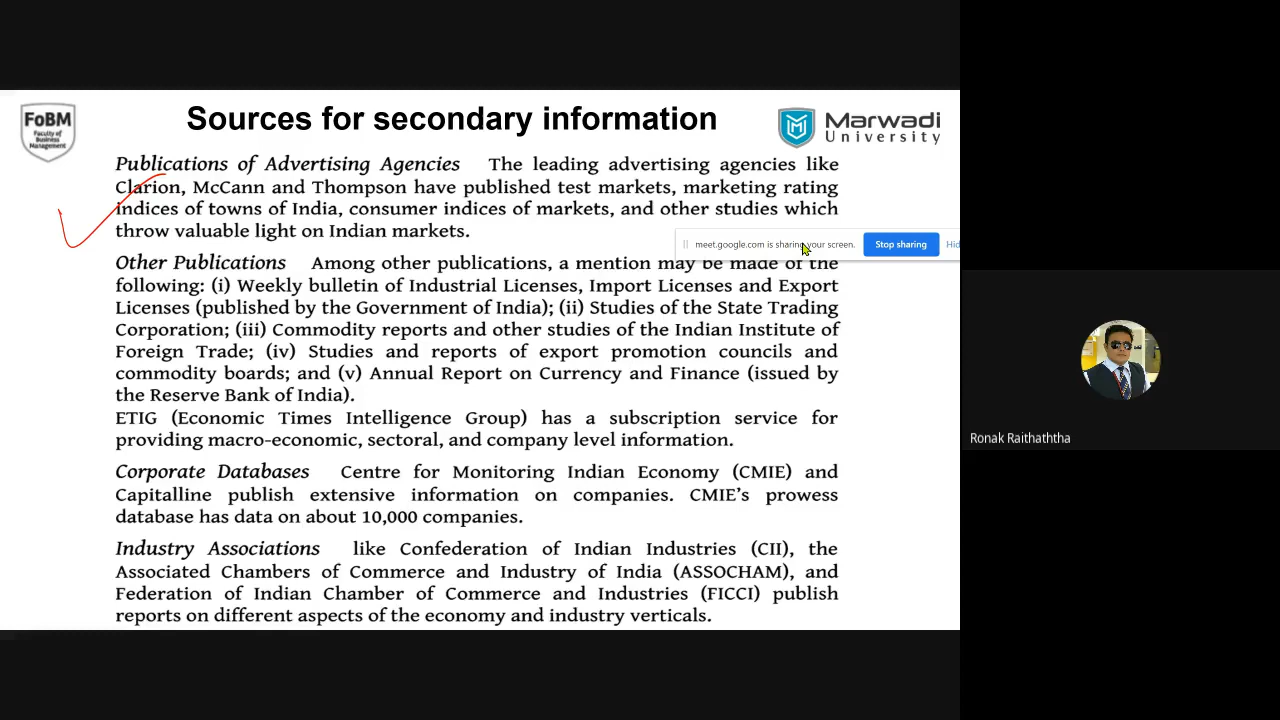 FoBM
Faculty of
Business
Management
Sources for secondary information
Marwadi
University
Publications of Advertising Agencies The leading advertising agencies like
Clarion, McCann and Thompson have published test markets, marketing rating
indices of towns of India, consumer indices of markets, and other studies which
throw valuable light on Indian markets.
meet.google.com is sharing your screen. Stop sharing Hid
Other Publications Among other publications, a mention may be made of the
following: (i) Weekly bulletin of Industrial Licenses, Import Licenses and Export
Licenses (published by the Government of India); (ii) Studies of the State Trading
Corporation; (iii) Commodity reports and other studies of the Indian Institute of
Foreign Trade; (iv) Studies and reports of export promotion councils and
commodity boards; and (v) Annual Report on Currency and Finance (issued by
the Reserve Bank of India).
ETIG (Economic Times Intelligence Group) has a subscription service for
providing macro-economic, sectoral, and company level information.
Corporate Databases Centre for Monitoring Indian Economy (CMIE) and
Capitalline publish extensive information on companies. CMIE's prowess
database has data on about 10,000 companies.
Industry Associations like Confederation of Indian Industries (CII), the
Associated Chambers of Commerce and Industry of India (ASSOCHAM), and
Federation of Indian Chamber of Commerce and Industries (FICCI) publish
reports on different aspects of the economy and industry verticals.
Ronak Raithaththa